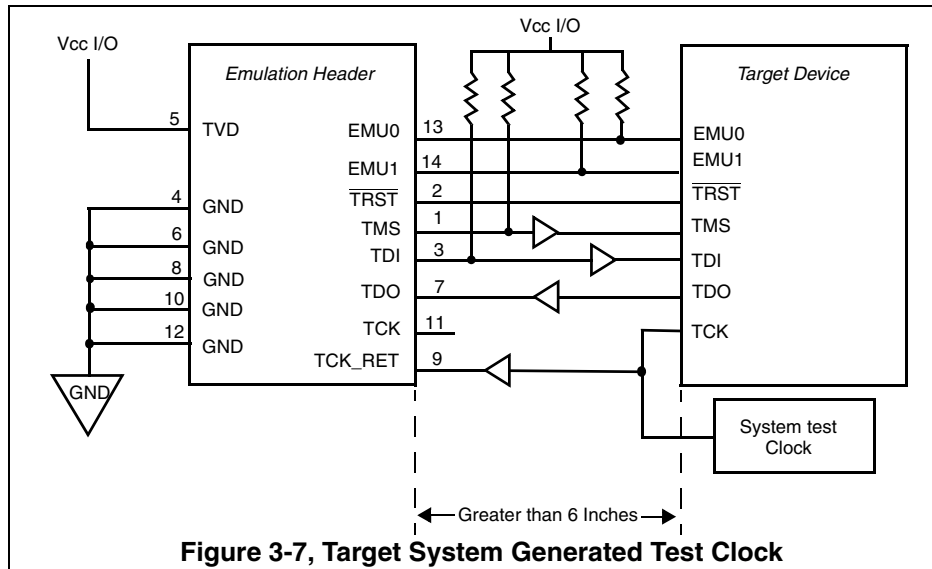 Vcc I/O
Vcc I/O
Emulation Header
Target Device
5 TVD
EMU0 13 EMU0
EMU1 14 EMU1
4 GND
TRST 2 TRST
TMS 1 TMS
6 GND
TDI 3 TDI
8 GND
TDO 7 TDO
10 GND
TCK 11 TCK
12 GND
TCK_RET 9
GND
System test
Clock
Greater than 6 Inches
Figure 3-7, Target System Generated Test Clock